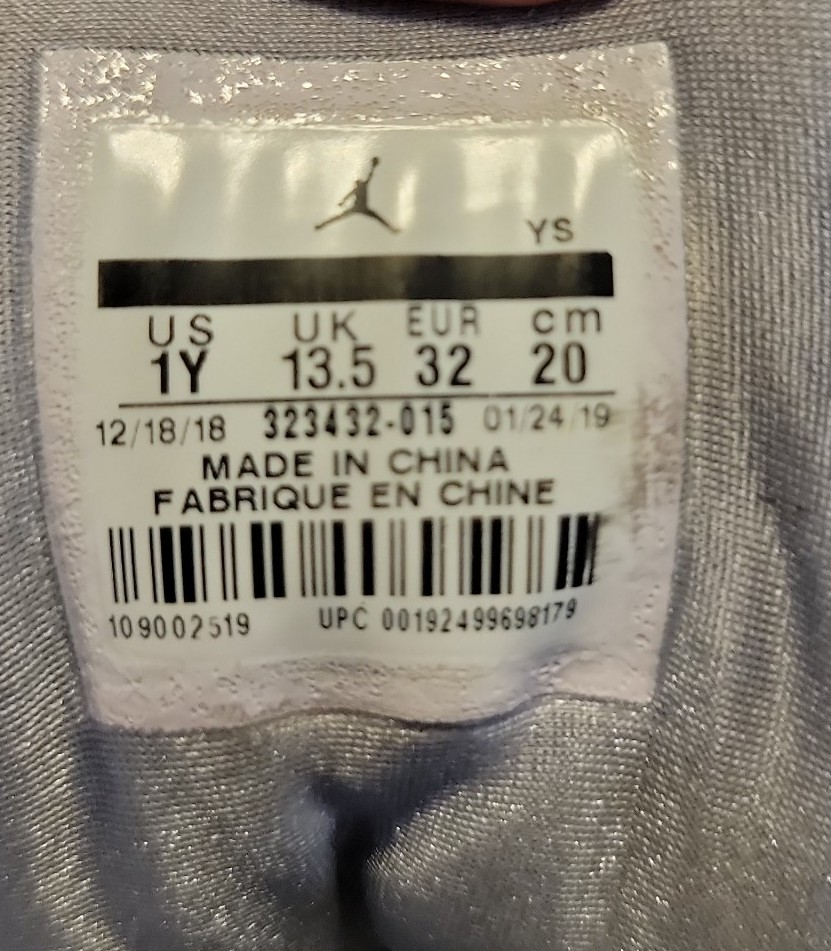 YS
US UK EUR cm
1Y 13.5 32 20
12/18/18 323432-015 01/24/19
MADE IN CHINA
FABRIQUE EN CHINE
109002519 UPC 00192499698179